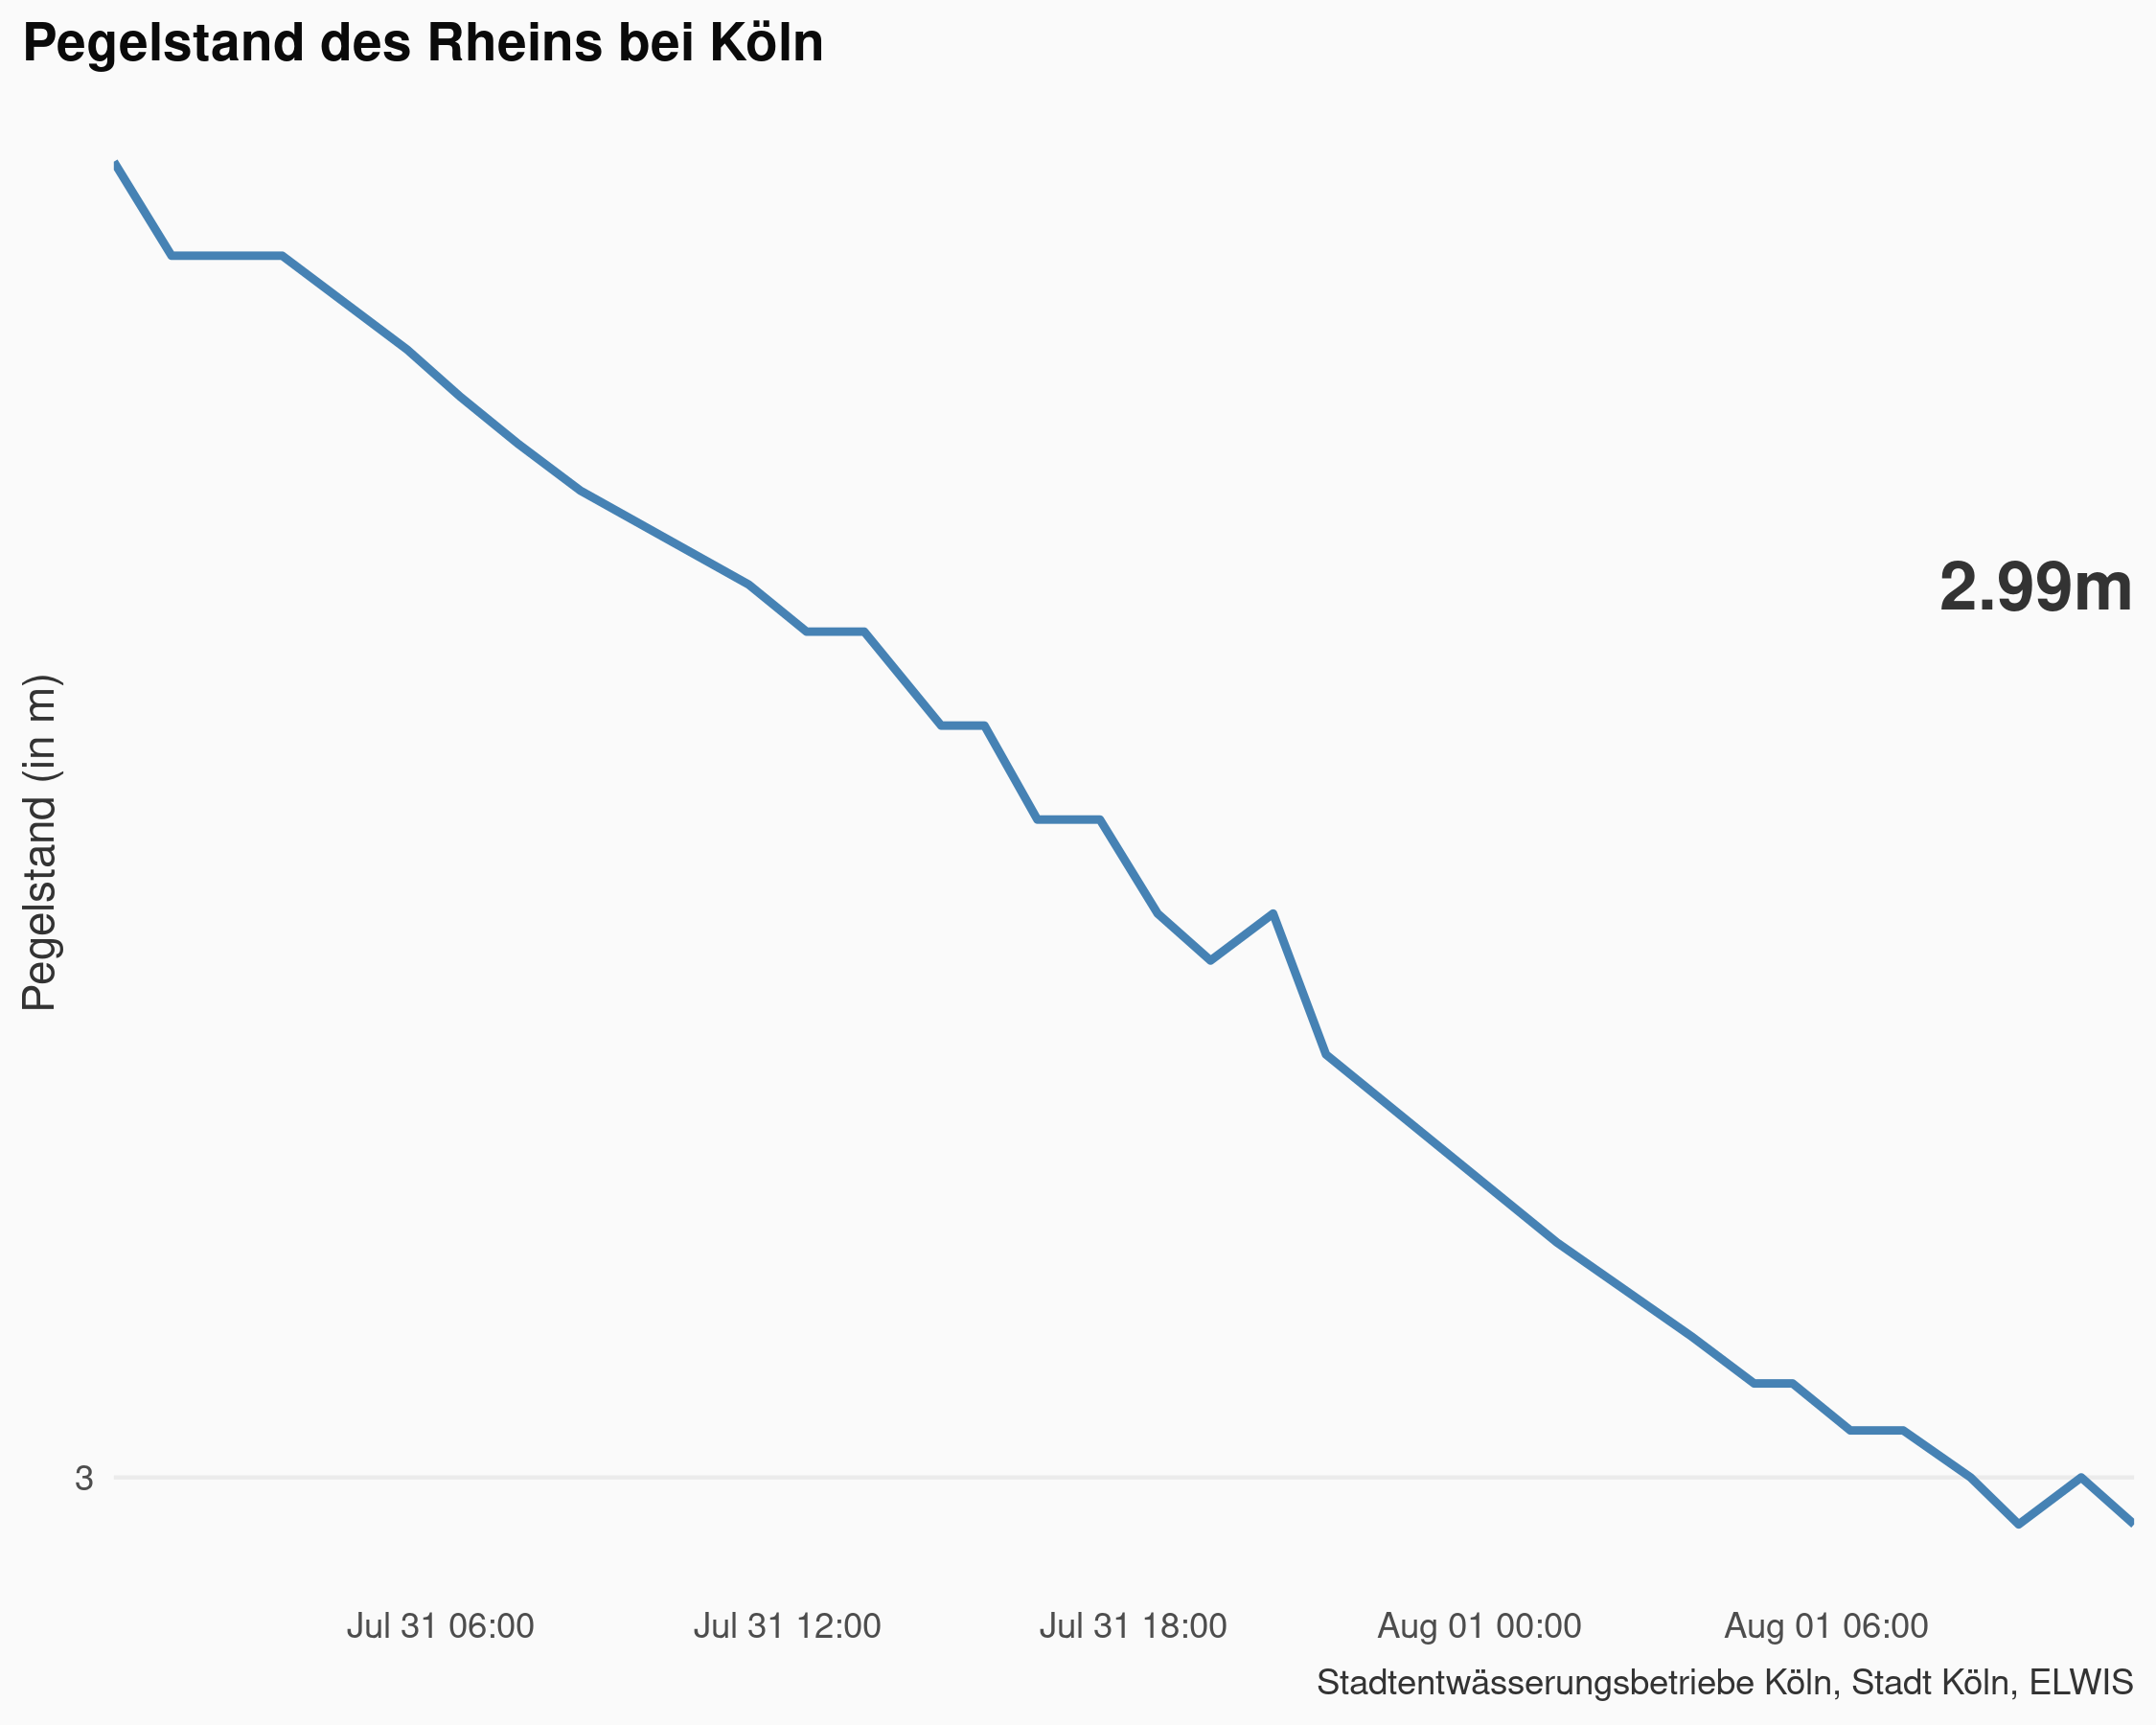 Pegelstand des Rheins bei Köln
2.99m
Pegelstand (in m)
3
Jul 31 06:00
Jul 31 12:00
Jul 31 18:00
Aug 01 00:00
Aug 01 06:00
Stadtentwässerungsbetriebe Köln, Stadt Köln, ELWIS